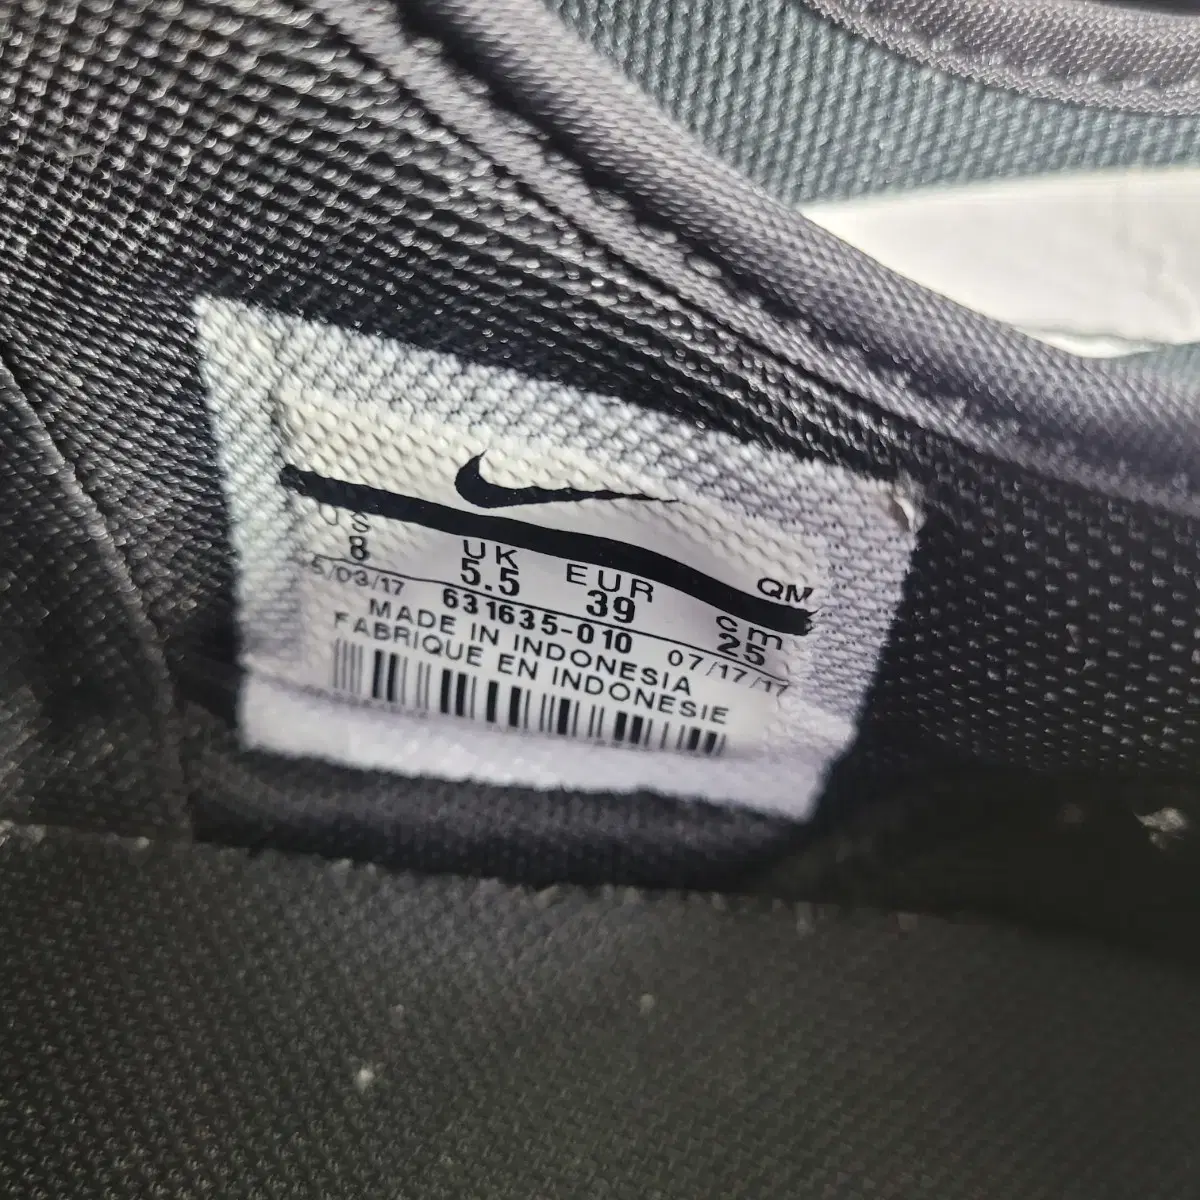 QM
US UK EUR cm
8 5.5 39 25
5/03/17 631635-010 07/17/17
MADE IN INDONESIA
FABRIQUE EN INDONESIE